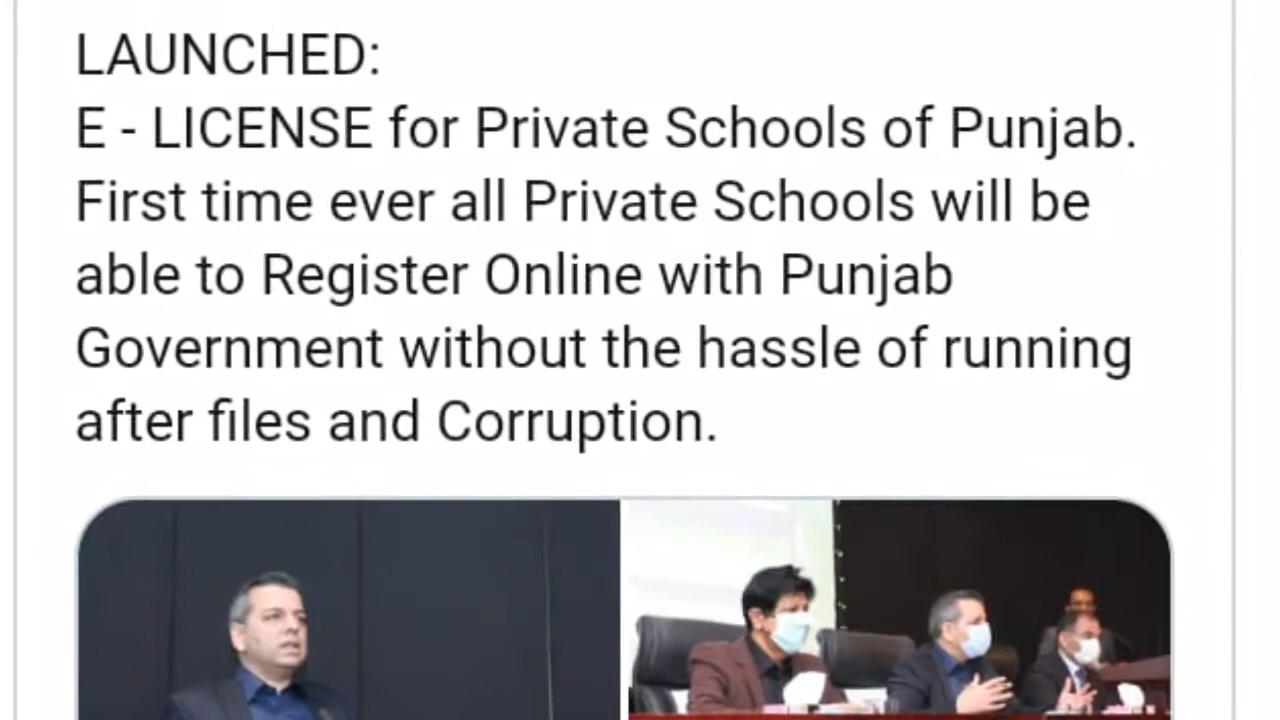 LAUNCHED:
E - LICENSE for Private Schools of Punjab.
First time ever all Private Schools will be
able to Register Online with Punjab
Government without the hassle of running
after files and Corruption.